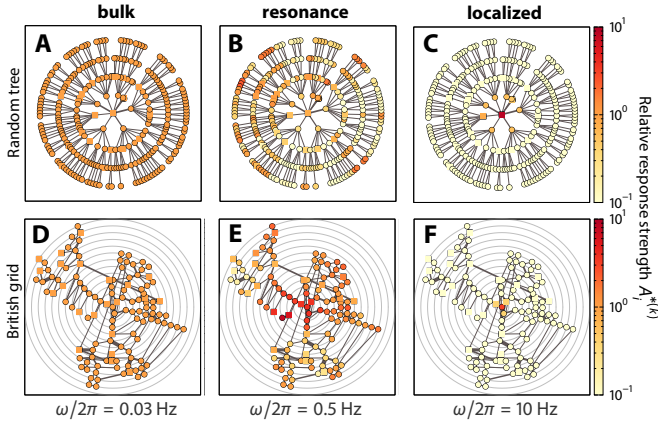 bulk
resonance
localized
A
B
C
Random tree
10¹
10⁰
10⁻¹
D
E
F
British grid
10¹
10⁰
10⁻¹
Relative response strength A_i^{*(k)}
ω/2π = 0.03 Hz
ω/2π = 0.5 Hz
ω/2π = 10 Hz